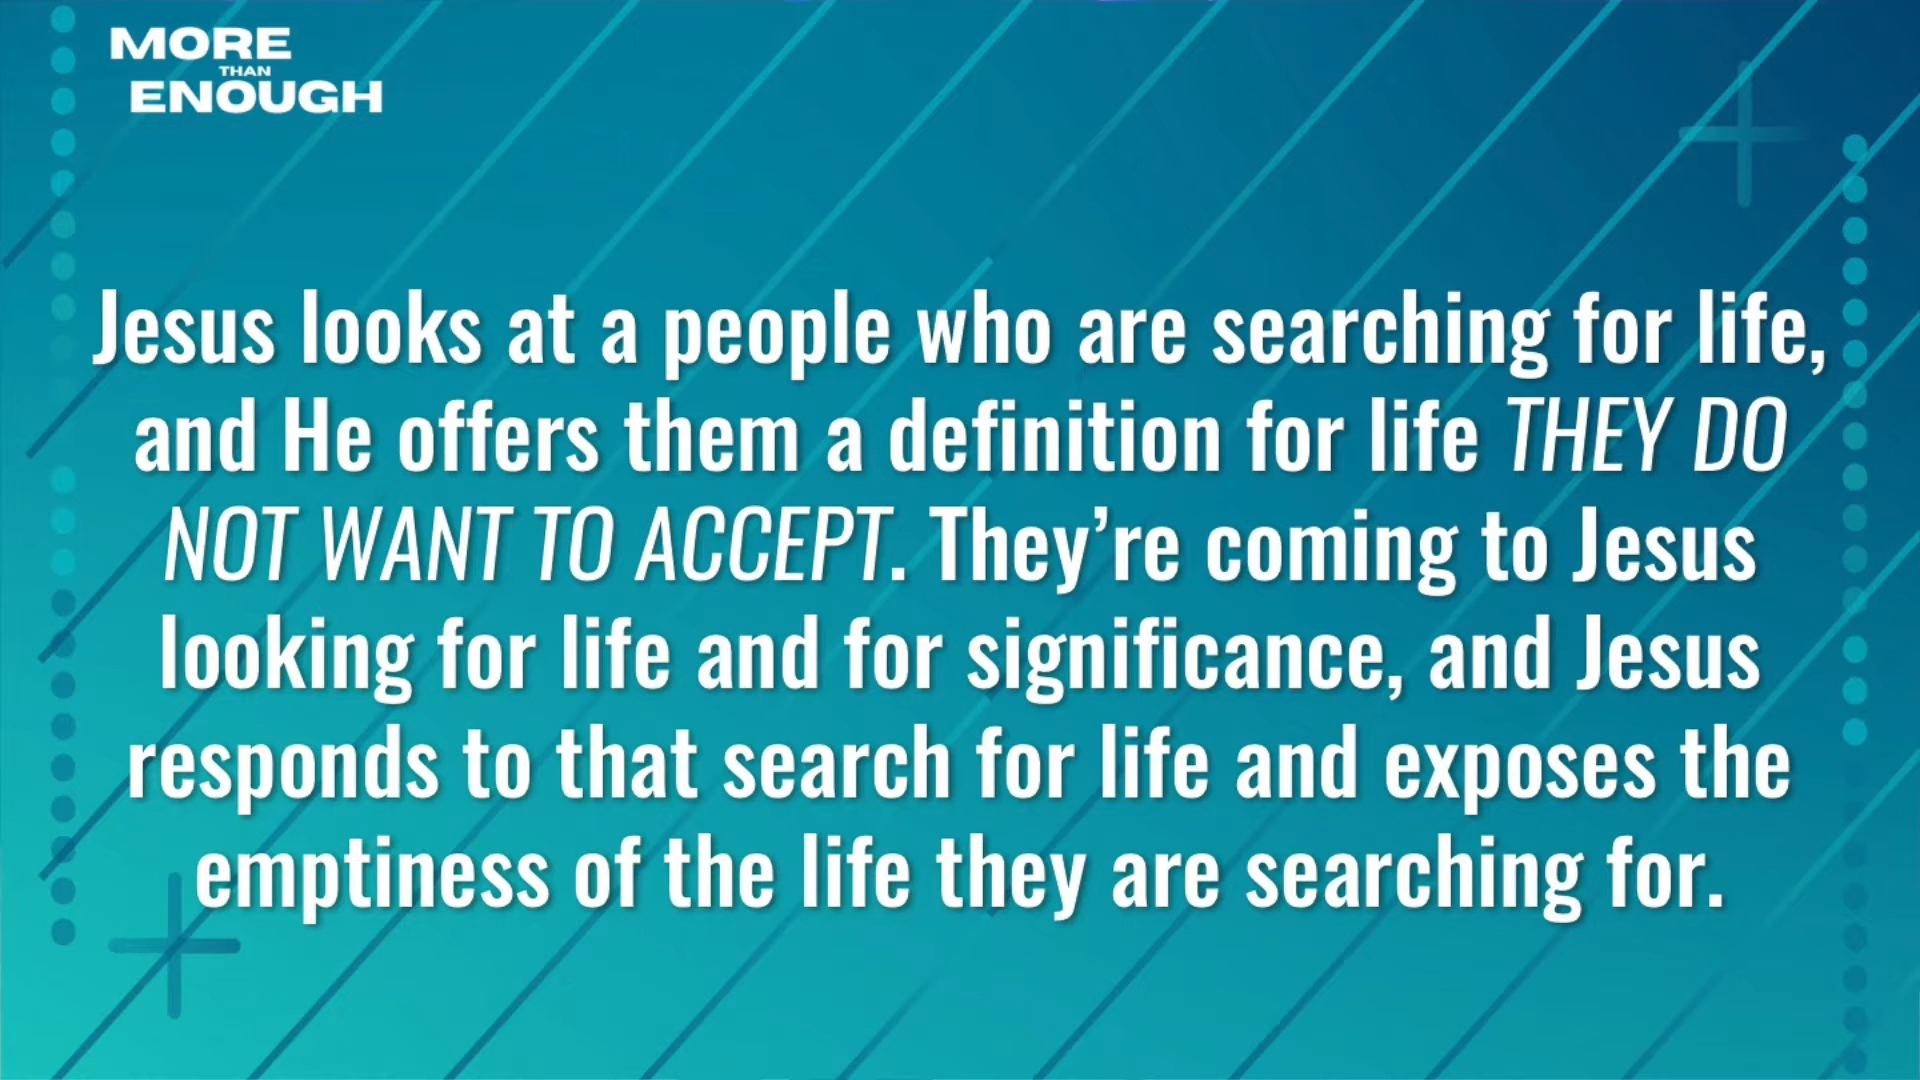 MORE
THAN
ENOUGH
Jesus looks at a people who are searching for life,
and He offers them a definition for life THEY DO
NOT WANT TO ACCEPT. They’re coming to Jesus
looking for life and for significance, and Jesus
responds to that search for life and exposes the
emptiness of the life they are searching for.